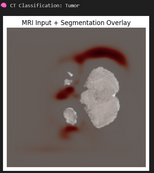 🧠 CT Classification: Tumor
MRI Input + Segmentation Overlay